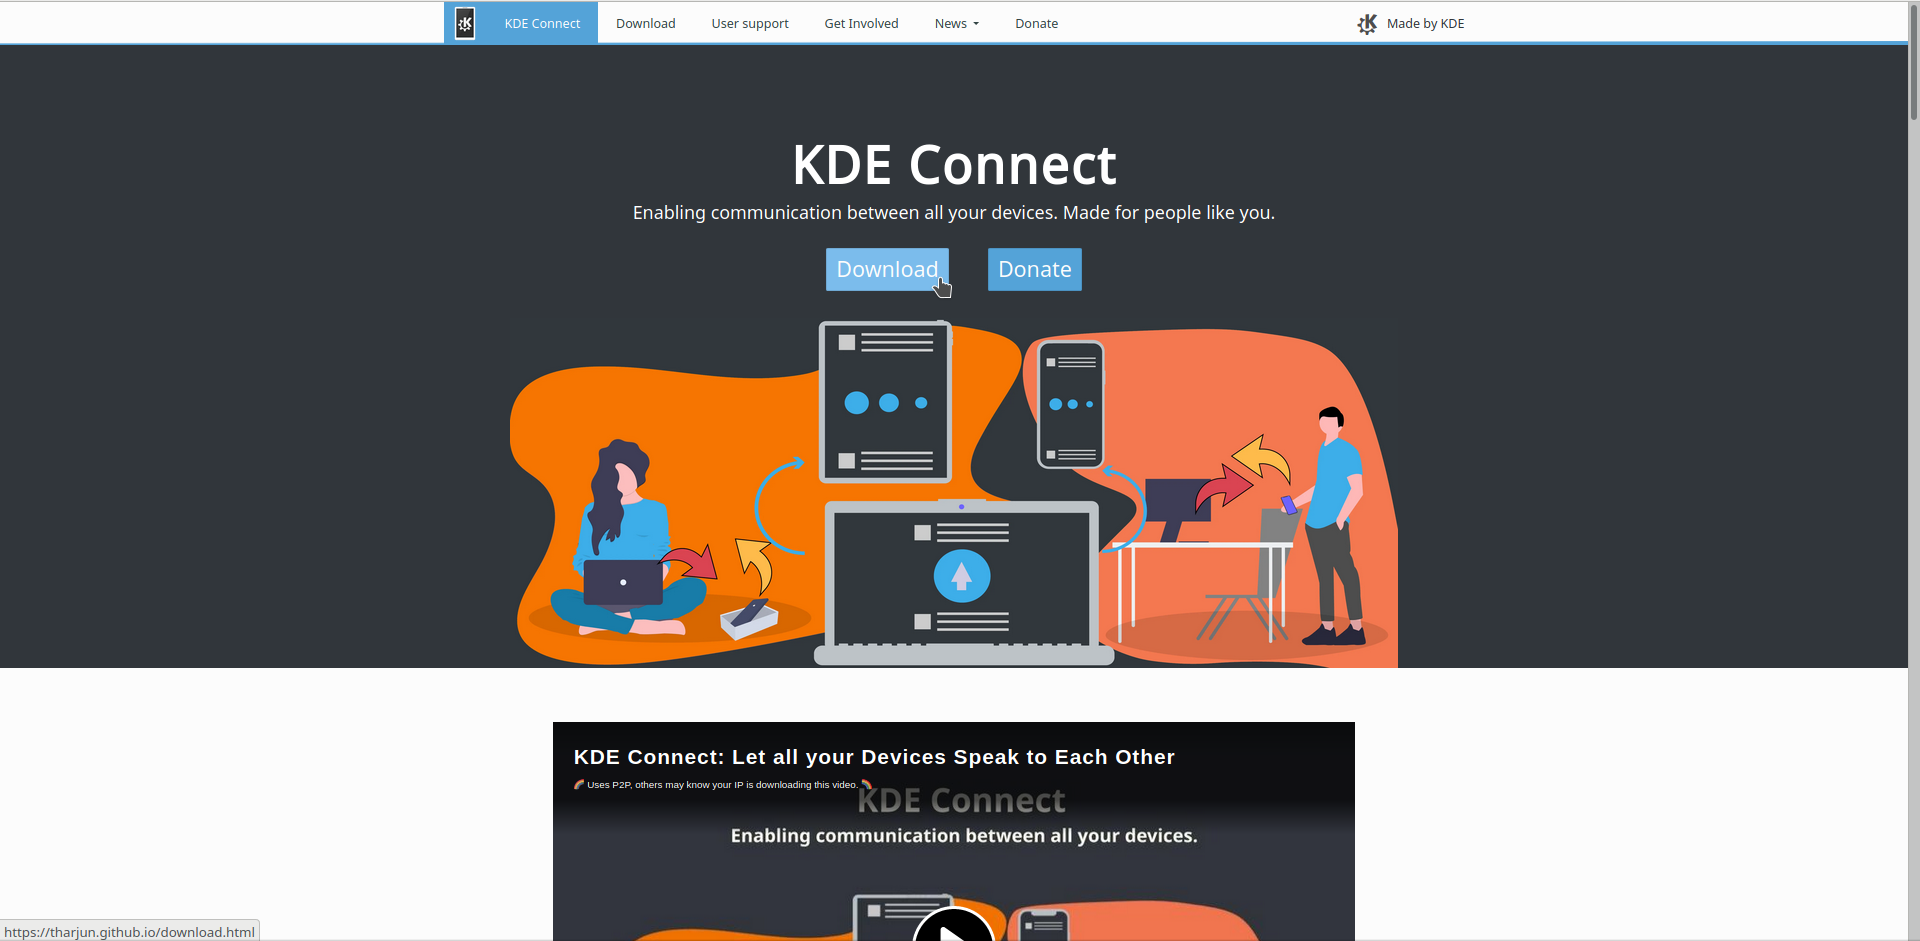 KDE Connect
Download
User support
Get Involved
News
Donate
Made by KDE
KDE Connect
Enabling communication between all your devices. Made for people like you.
Download
Donate
KDE Connect: Let all your Devices Speak to Each Other
Uses P2P, others may know your IP is downloading this video.
KDE Connect
Enabling communication between all your devices.
https://tharjun.github.io/download.html